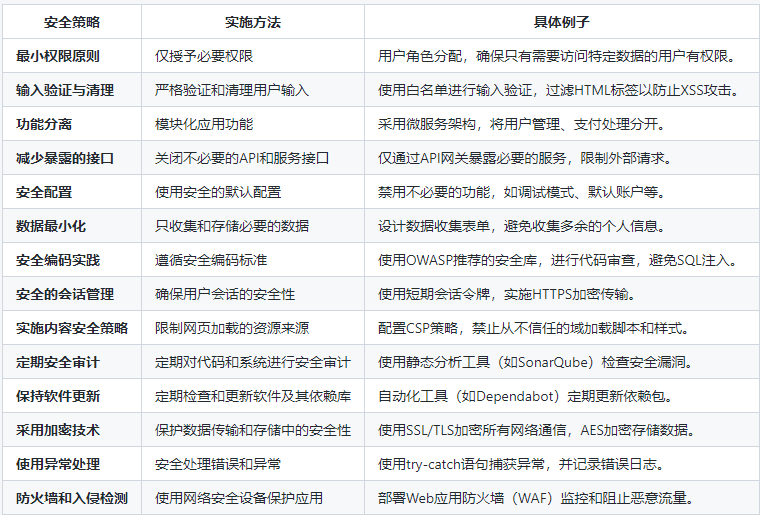 安全策略 实施方法 具体例子
最小权限原则 仅授予必要权限 用户角色分配，确保只有需要访问特定数据的用户有权限。
输入验证与清理 严格验证和清理用户输入 使用白名单进行输入验证，过滤HTML标签以防止XSS攻击。
功能分离 模块化应用功能 采用微服务架构，将用户管理、支付处理分开。
减少暴露的接口 关闭不必要的API和服务接口 仅通过API网关暴露必要的服务，限制外部请求。
安全配置 使用安全的默认配置 禁用不必要的功能，如调试模式、默认账户等。
数据最小化 只收集和存储必要的数据 设计数据收集表单，避免收集多余的个人信息。
安全编码实践 遵循安全编码标准 使用OWASP推荐的安全库，进行代码审查，避免SQL注入。
安全的会话管理 确保用户会话的安全性 使用短期会话令牌，实施HTTPS加密传输。
实施内容安全策略 限制网页加载的资源来源 配置CSP策略，禁止从不信任的域加载脚本和样式。
定期安全审计 定期对代码和系统进行安全审计 使用静态分析工具（如SonarQube）检查安全漏洞。
保持软件更新 定期检查和更新软件及其依赖库 自动化工具（如Dependabot）定期更新依赖包。
采用加密技术 保护数据传输和存储中的安全性 使用SSL/TLS加密所有网络通信，AES加密存储数据。
使用异常处理 安全处理错误和异常 使用try-catch语句捕获异常，并记录错误日志。
防火墙和入侵检测 使用网络安全设备保护应用 部署Web应用防火墙（WAF）监控和阻止恶意流量。